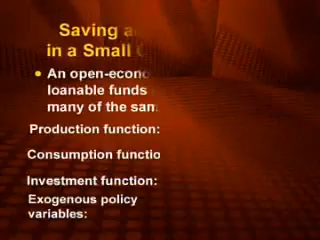 Saving a
in a Small
An open-econo
loanable funds
many of the sam
Production function:
Consumption functio
Investment function:
Exogenous policy
variables: